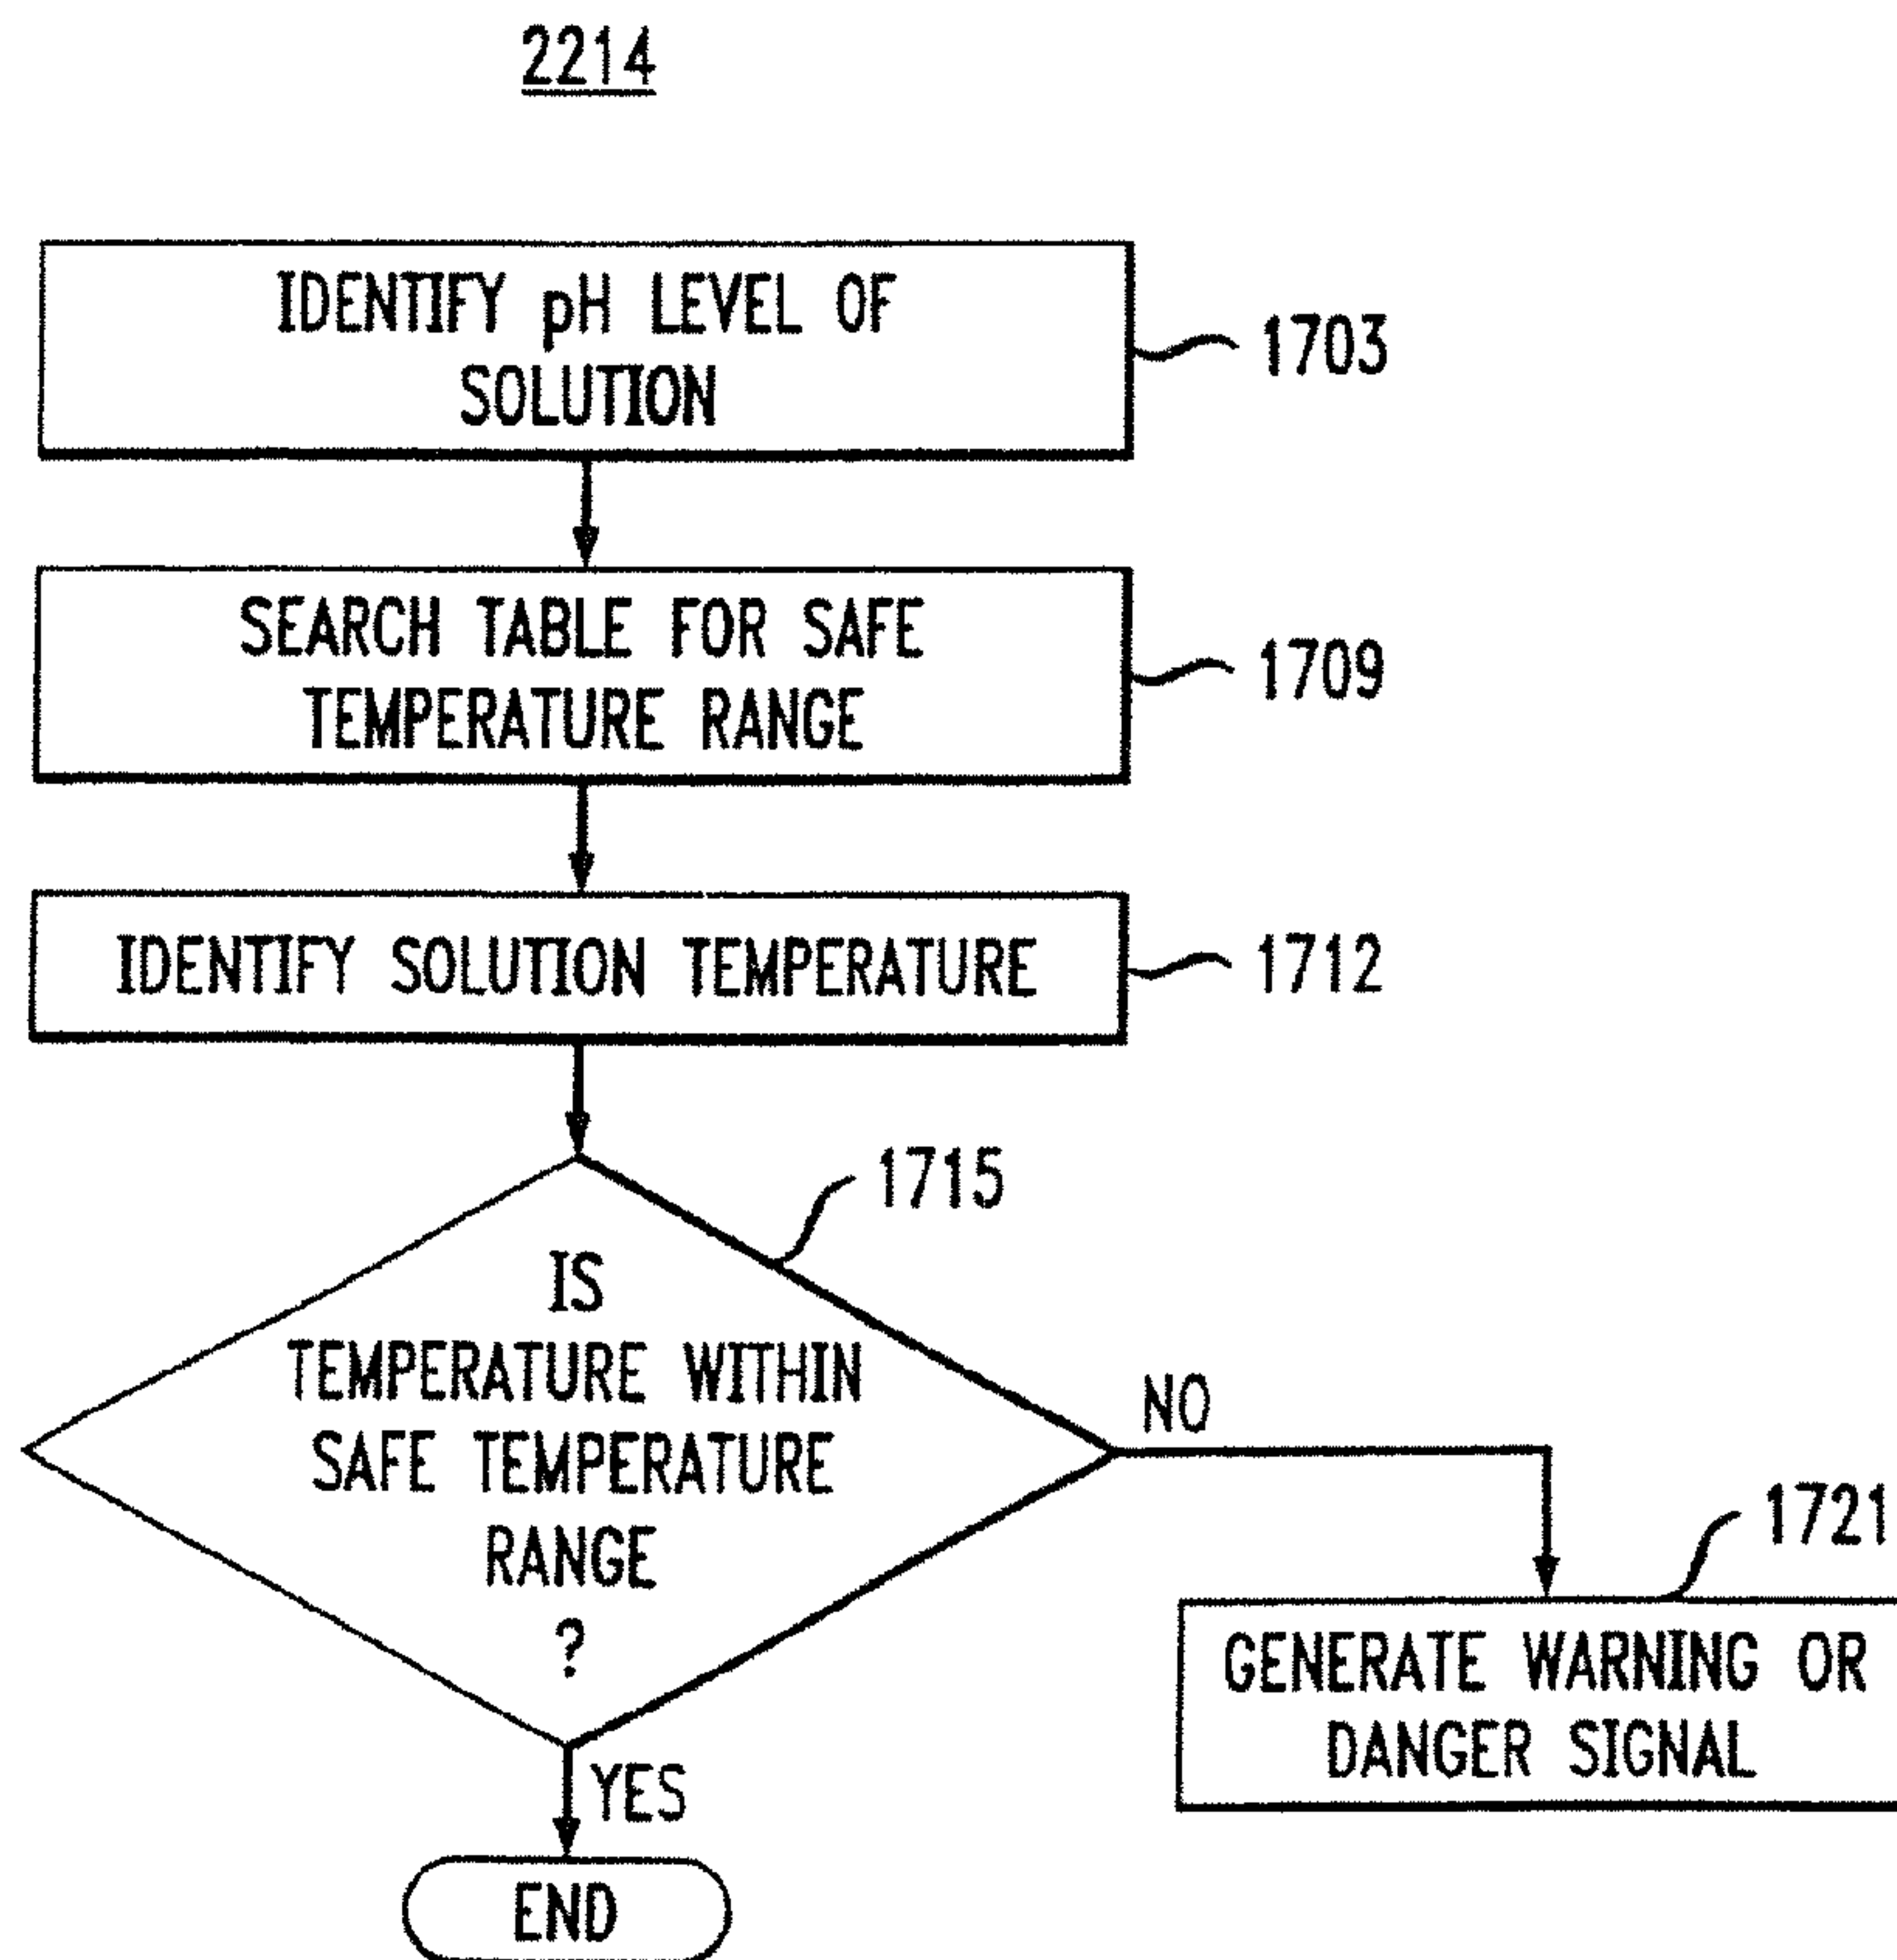 2214
IDENTIFY pH LEVEL OF
SOLUTION
1703
SEARCH TABLE FOR SAFE
TEMPERATURE RANGE
1709
IDENTIFY SOLUTION TEMPERATURE
1712
1715
IS
TEMPERATURE WITHIN
SAFE TEMPERATURE
RANGE
?
NO
1721
GENERATE WARNING OR
DANGER SIGNAL
YES
END